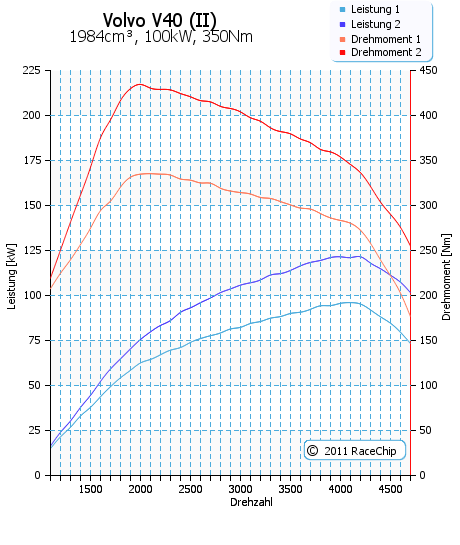 Volvo V40 (II)
1984cm³, 100kW, 350Nm
Leistung 1
Leistung 2
Drehmoment 1
Drehmoment 2
225
200
175
150
125
100
75
50
25
0
Leistung [kW]
450
400
350
300
250
200
150
100
50
0
Drehmoment [Nm]
© 2011 RaceChip
1500 2000 2500 3000 3500 4000 4500
Drehzahl